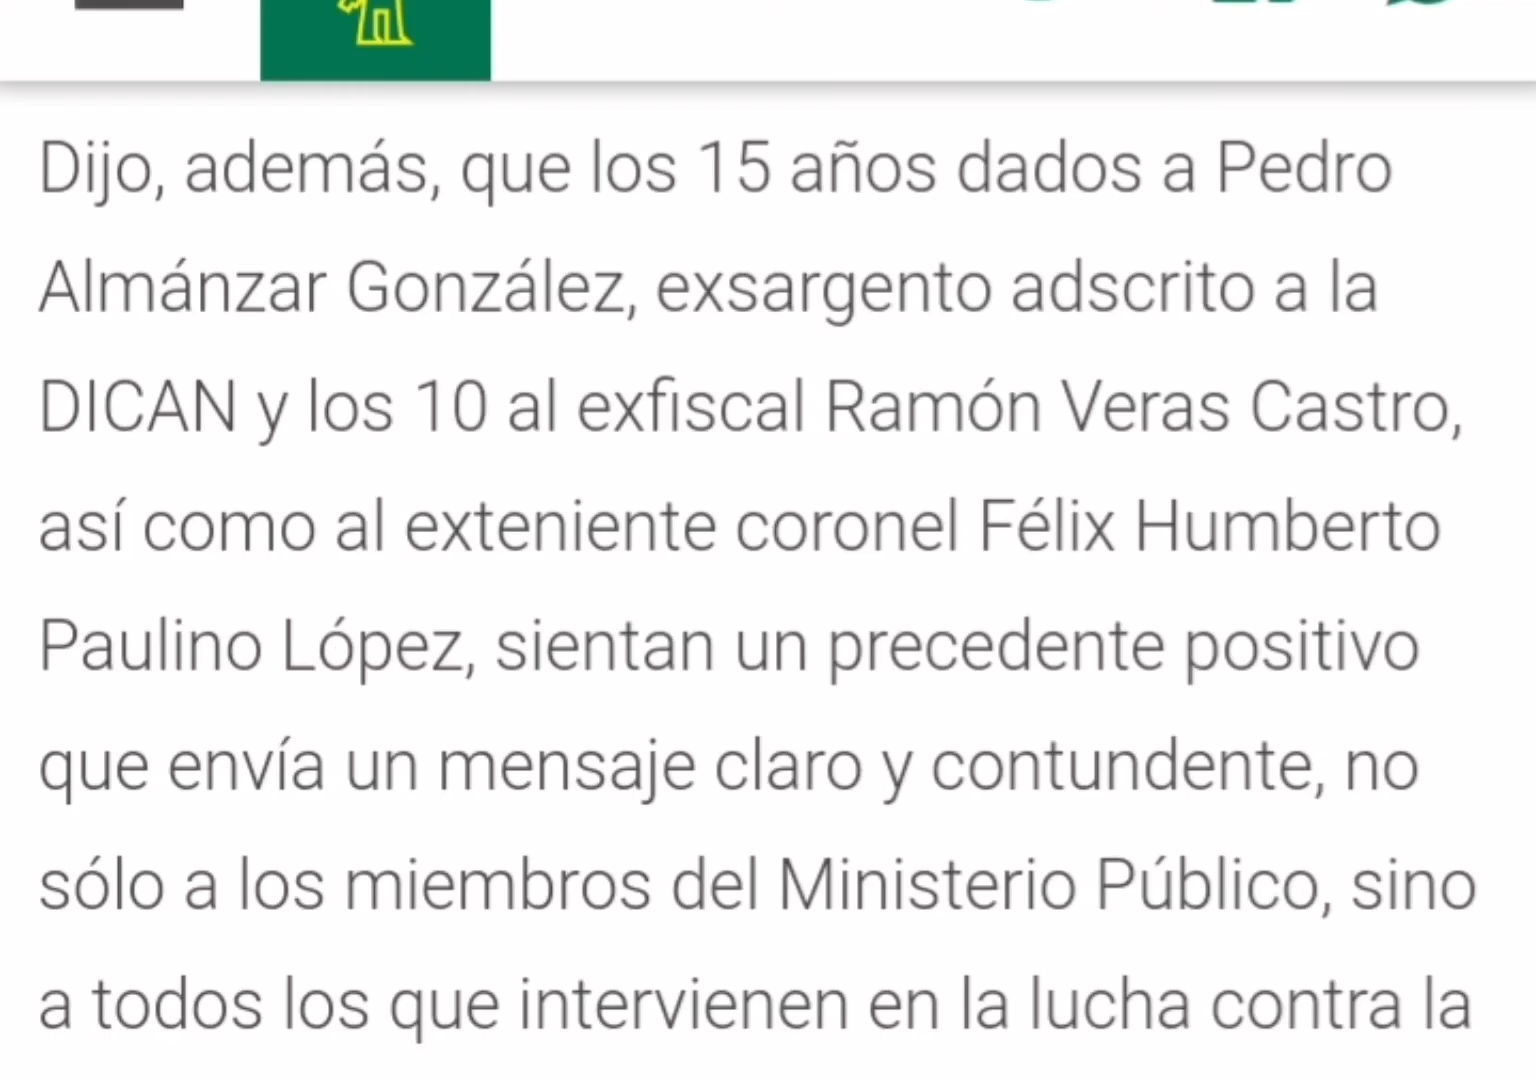 Dijo, además, que los 15 años dados a Pedro
Almánzar González, exsargento adscrito a la
DICAN y los 10 al exfiscal Ramón Veras Castro,
así como al exteniente coronel Félix Humberto
Paulino López, sientan un precedente positivo
que envía un mensaje claro y contundente, no
sólo a los miembros del Ministerio Público, sino
a todos los que intervienen en la lucha contra la